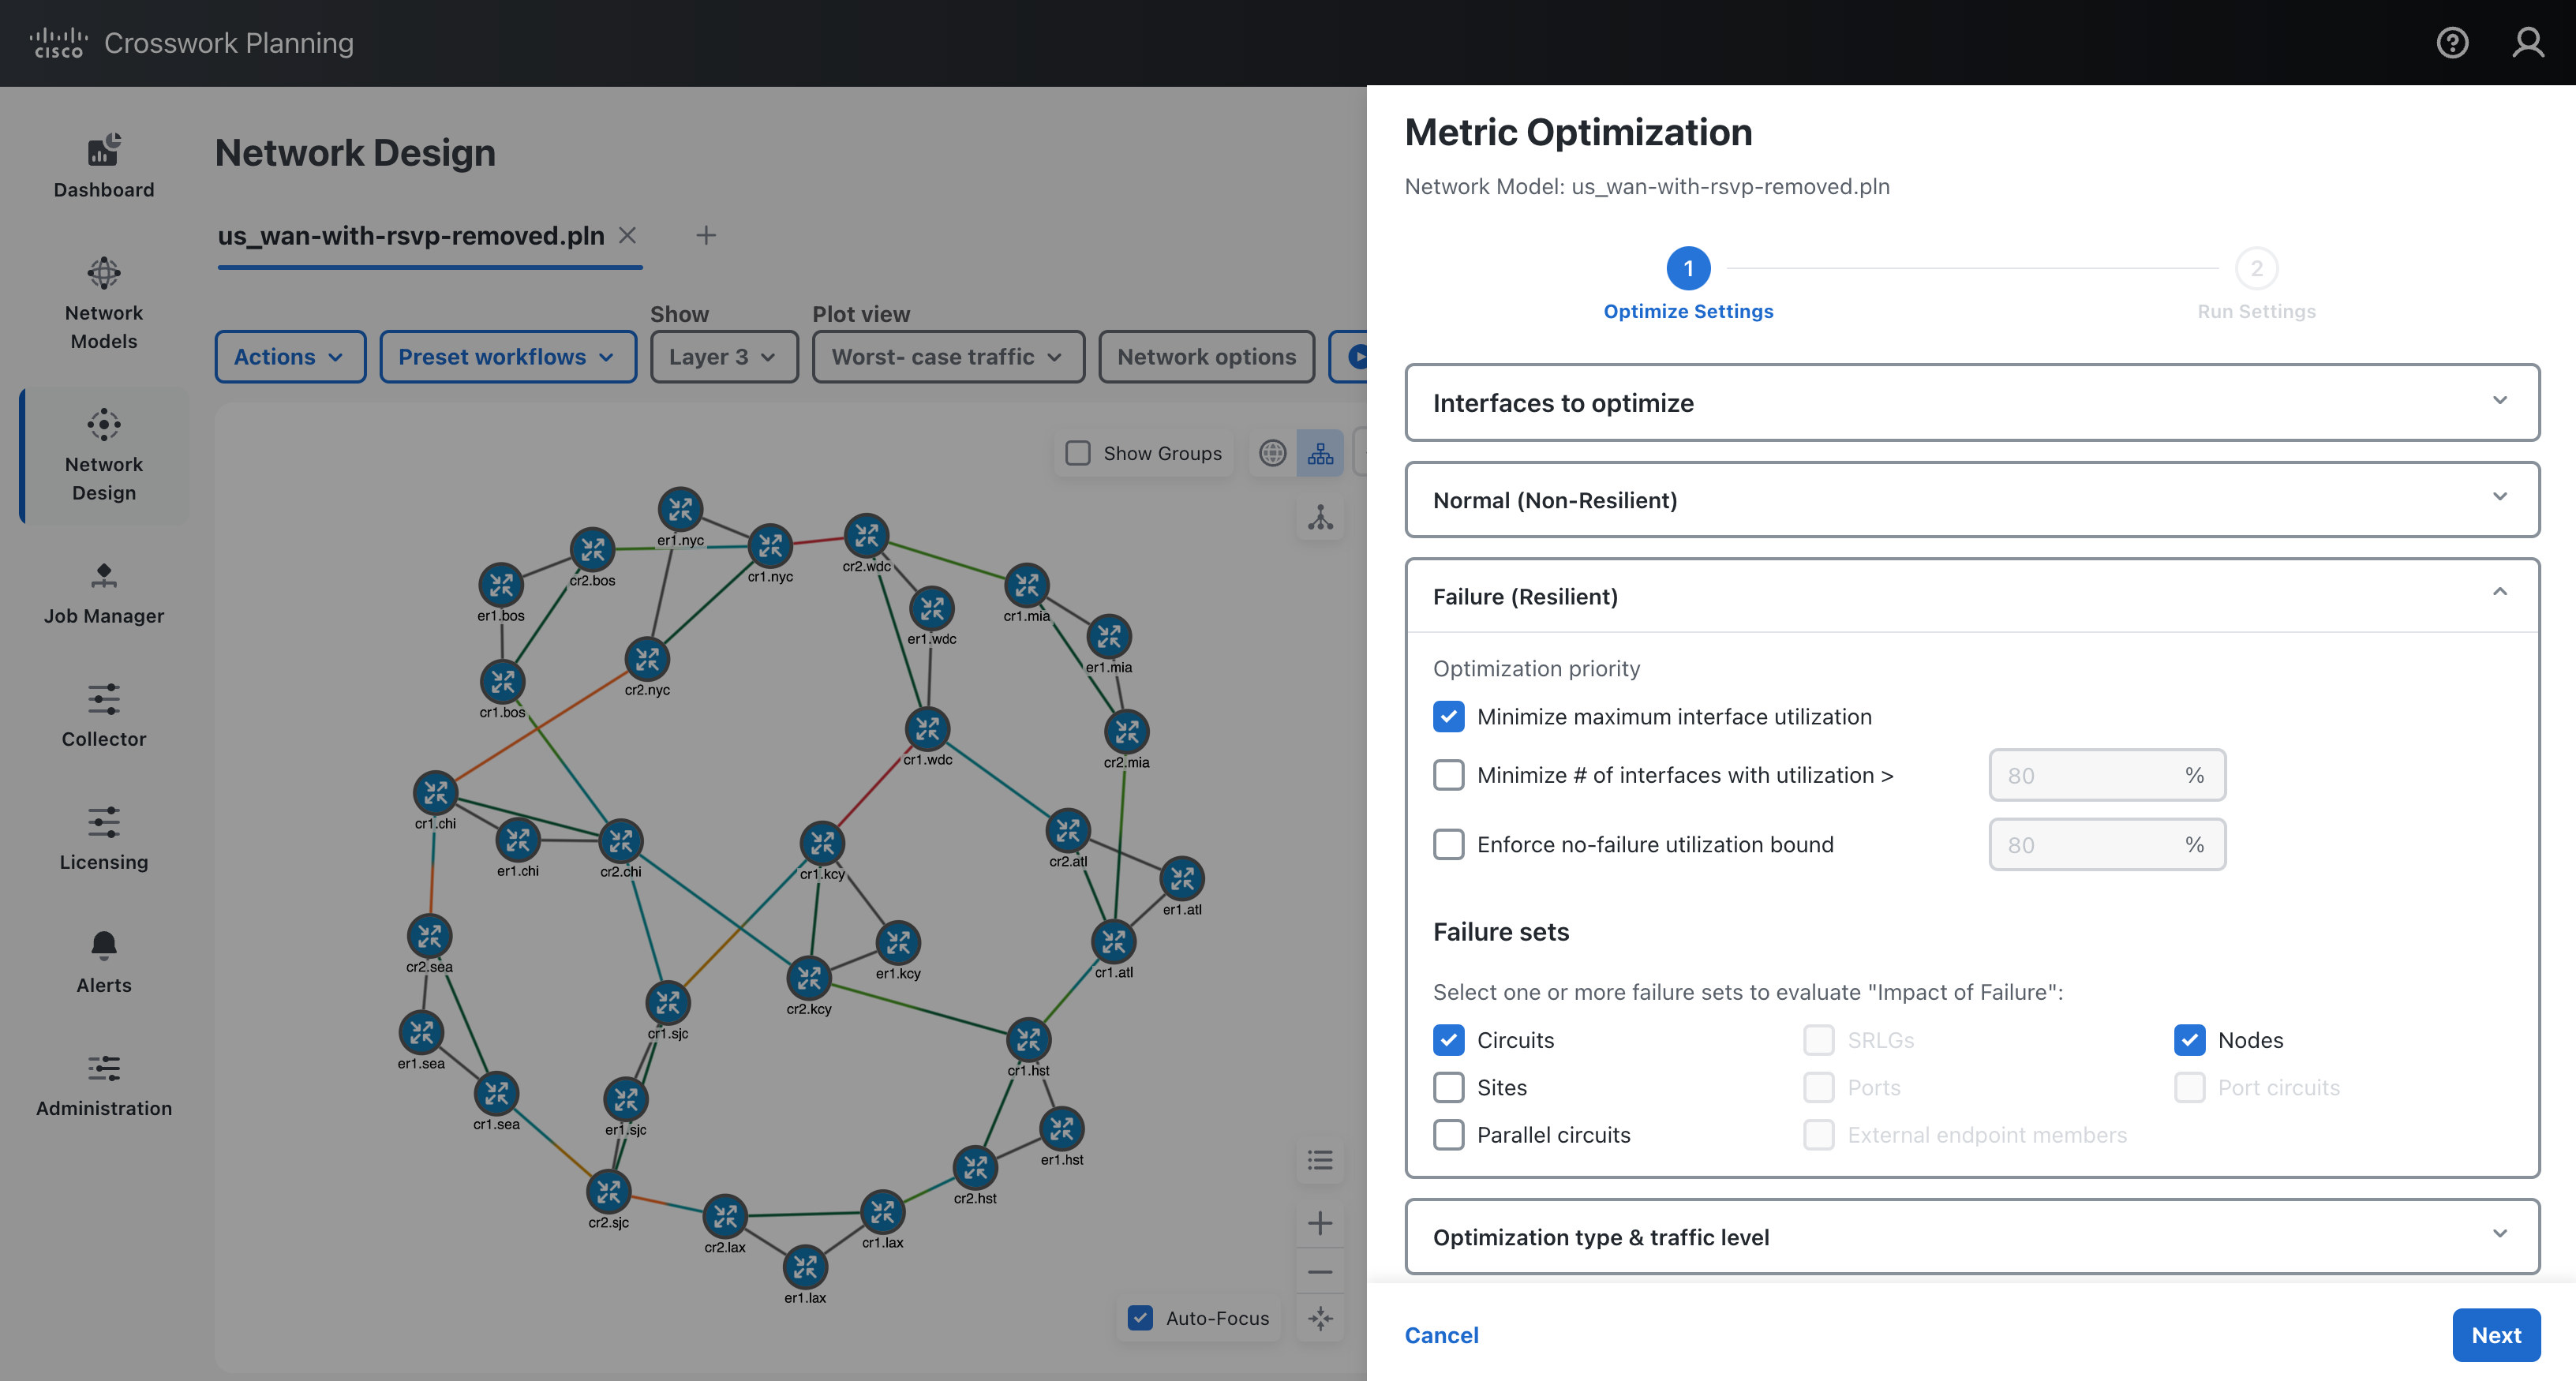 CISCO Crosswork Planning
Dashboard
Network Models
Network Design
Job Manager
Collector
Licensing
Alerts
Administration
Network Design
us_wan-with-rsvp-removed.pln
Show
Plot view
Actions
Preset workflows
Layer 3
Worst- case traffic
Network options
Show Groups
er1.nyc
cr2.bos
cr1.nyc
cr2.wdc
er1.bos
cr1.mia
er1.wdc
er1.mia
cr2.nyc
cr1.bos
cr1.wdc
cr2.mia
cr1.chi
er1.chi
cr2.chi
cr1.kcy
cr2.atl
er1.atl
cr2.sea
er1.kcy
cr1.atl
cr2.kcy
cr1.sjc
er1.sea
cr1.hst
cr1.sea
er1.sjc
er1.hst
cr2.hst
cr2.sjc
cr2.lax
cr1.lax
er1.lax
Auto-Focus
Metric Optimization
Network Model: us_wan-with-rsvp-removed.pln
1
2
Optimize Settings
Run Settings
Interfaces to optimize
Normal (Non-Resilient)
Failure (Resilient)
Optimization priority
Minimize maximum interface utilization
Minimize # of interfaces with utilization > 80 %
Enforce no-failure utilization bound 80 %
Failure sets
Select one or more failure sets to evaluate "Impact of Failure":
Circuits SRLGs Nodes
Sites Ports Port circuits
Parallel circuits External endpoint members
Optimization type & traffic level
Cancel
Next